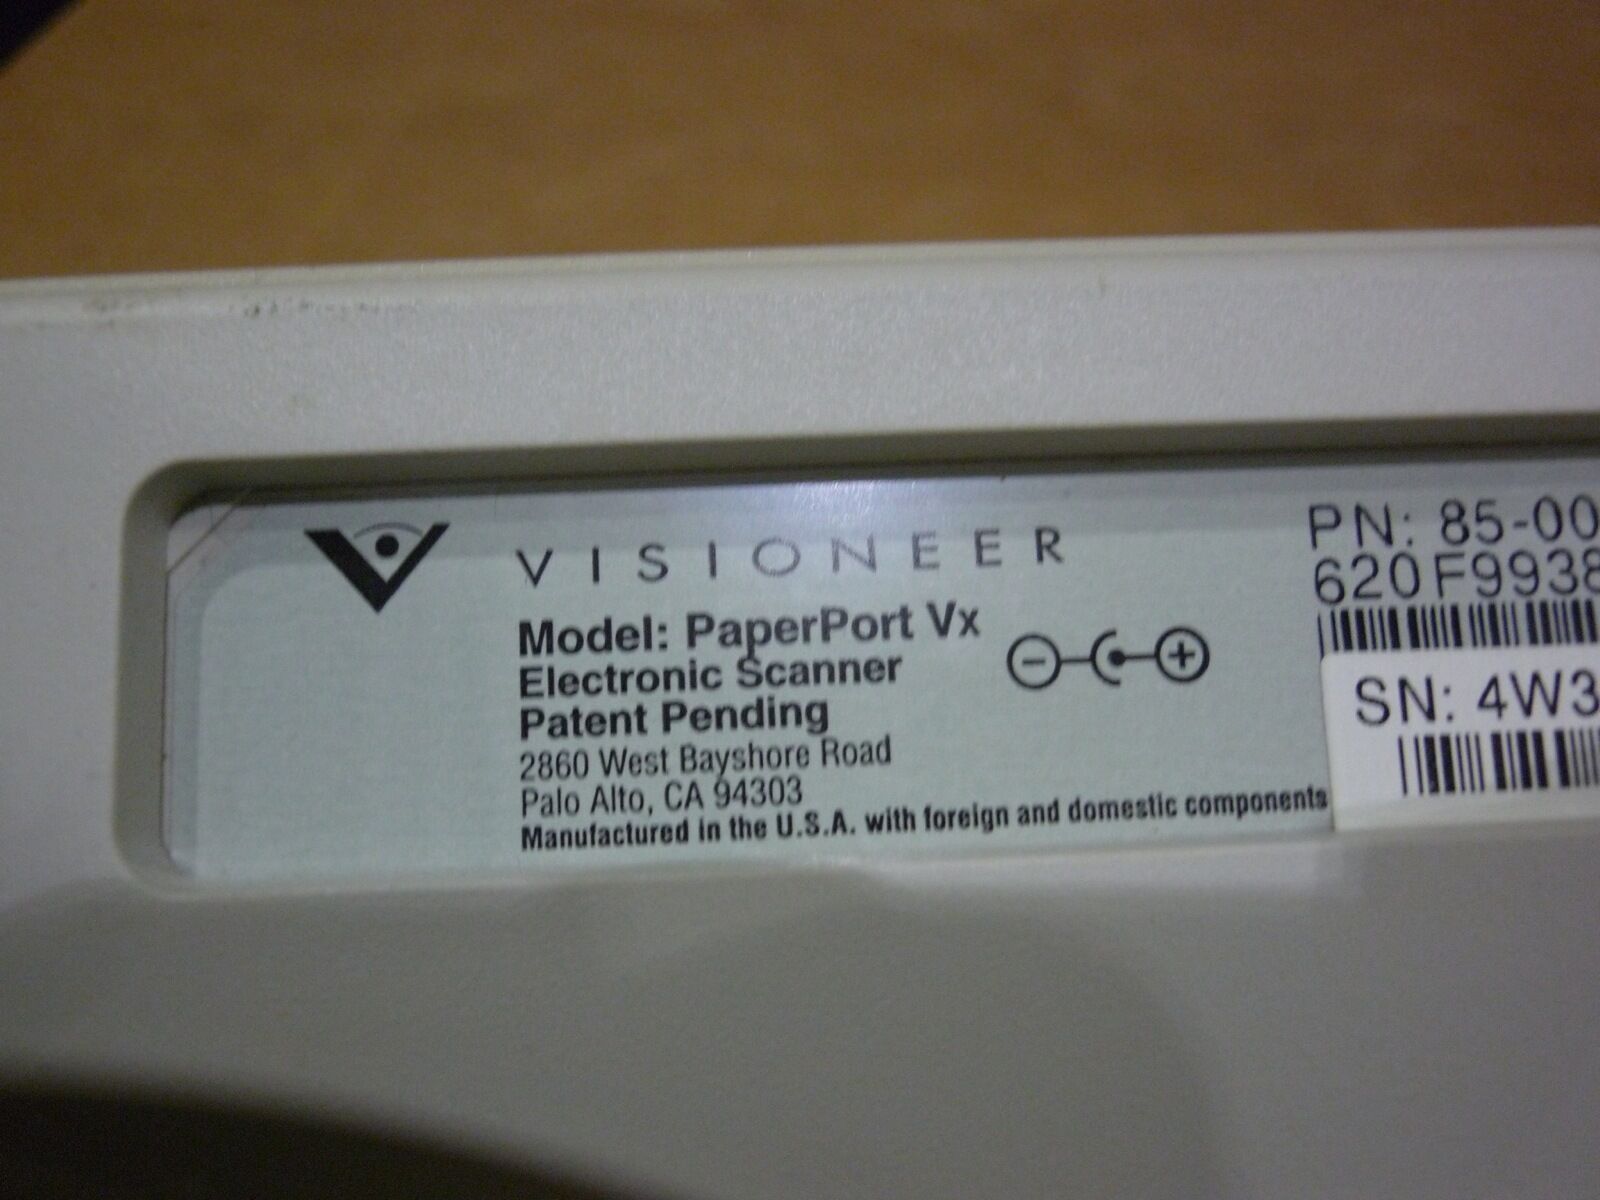 VISIONEER
Model: PaperPort Vx
Electronic Scanner
Patent Pending
2860 West Bayshore Road
Palo Alto, CA 94303
Manufactured in the U.S.A. with foreign and domestic components
PN: 85-00
620F9938
SN: 4W3